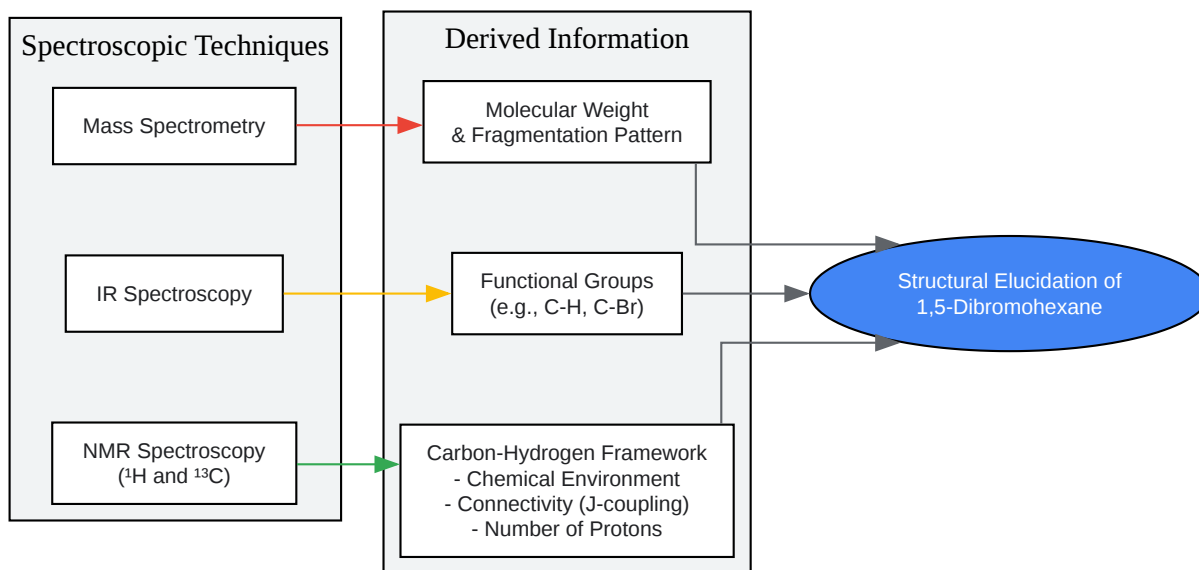 Spectroscopic Techniques
Mass Spectrometry
IR Spectroscopy
NMR Spectroscopy
(¹H and ¹³C)
Derived Information
Molecular Weight
& Fragmentation Pattern
Functional Groups
(e.g., C-H, C-Br)
Carbon-Hydrogen Framework
- Chemical Environment
- Connectivity (J-coupling)
- Number of Protons
Structural Elucidation of
1,5-Dibromohexane